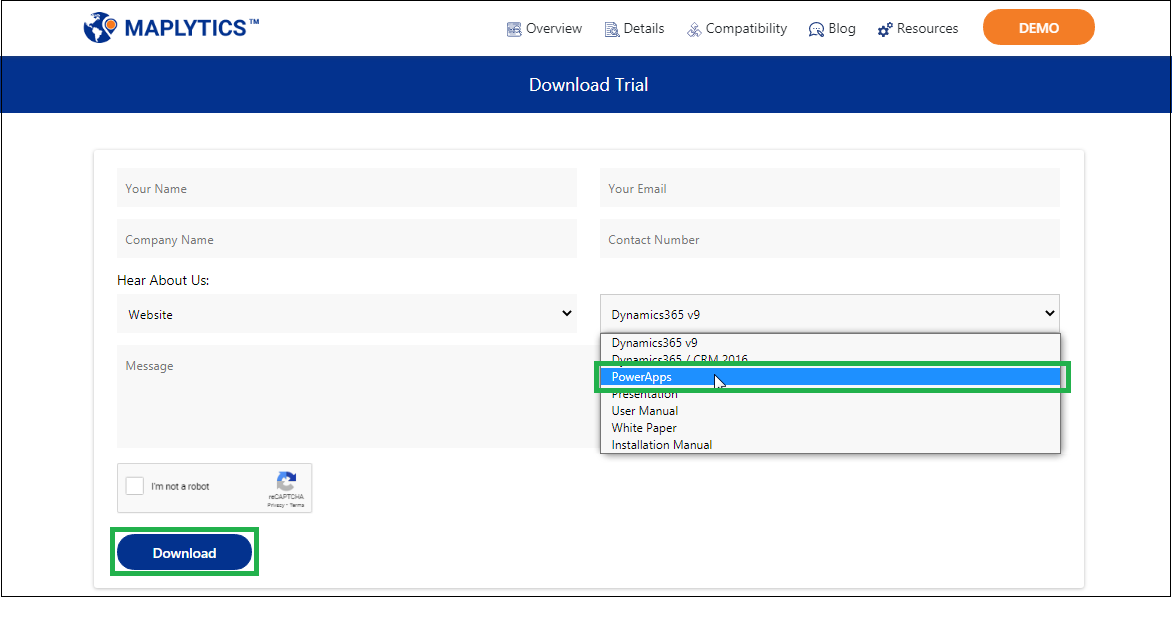 MAPLYTICS™
Overview
Details
Compatibility
Blog
Resources
DEMO
Download Trial
Your Name
Your Email
Company Name
Contact Number
Hear About Us:
Website
Dynamics365 v9
Dynamics365 v9
Dynamics365 / CRM 2016
PowerApps
Presentation
User Manual
White Paper
Installation Manual
Message
I'm not a robot
reCAPTCHA
Privacy - Terms
Download